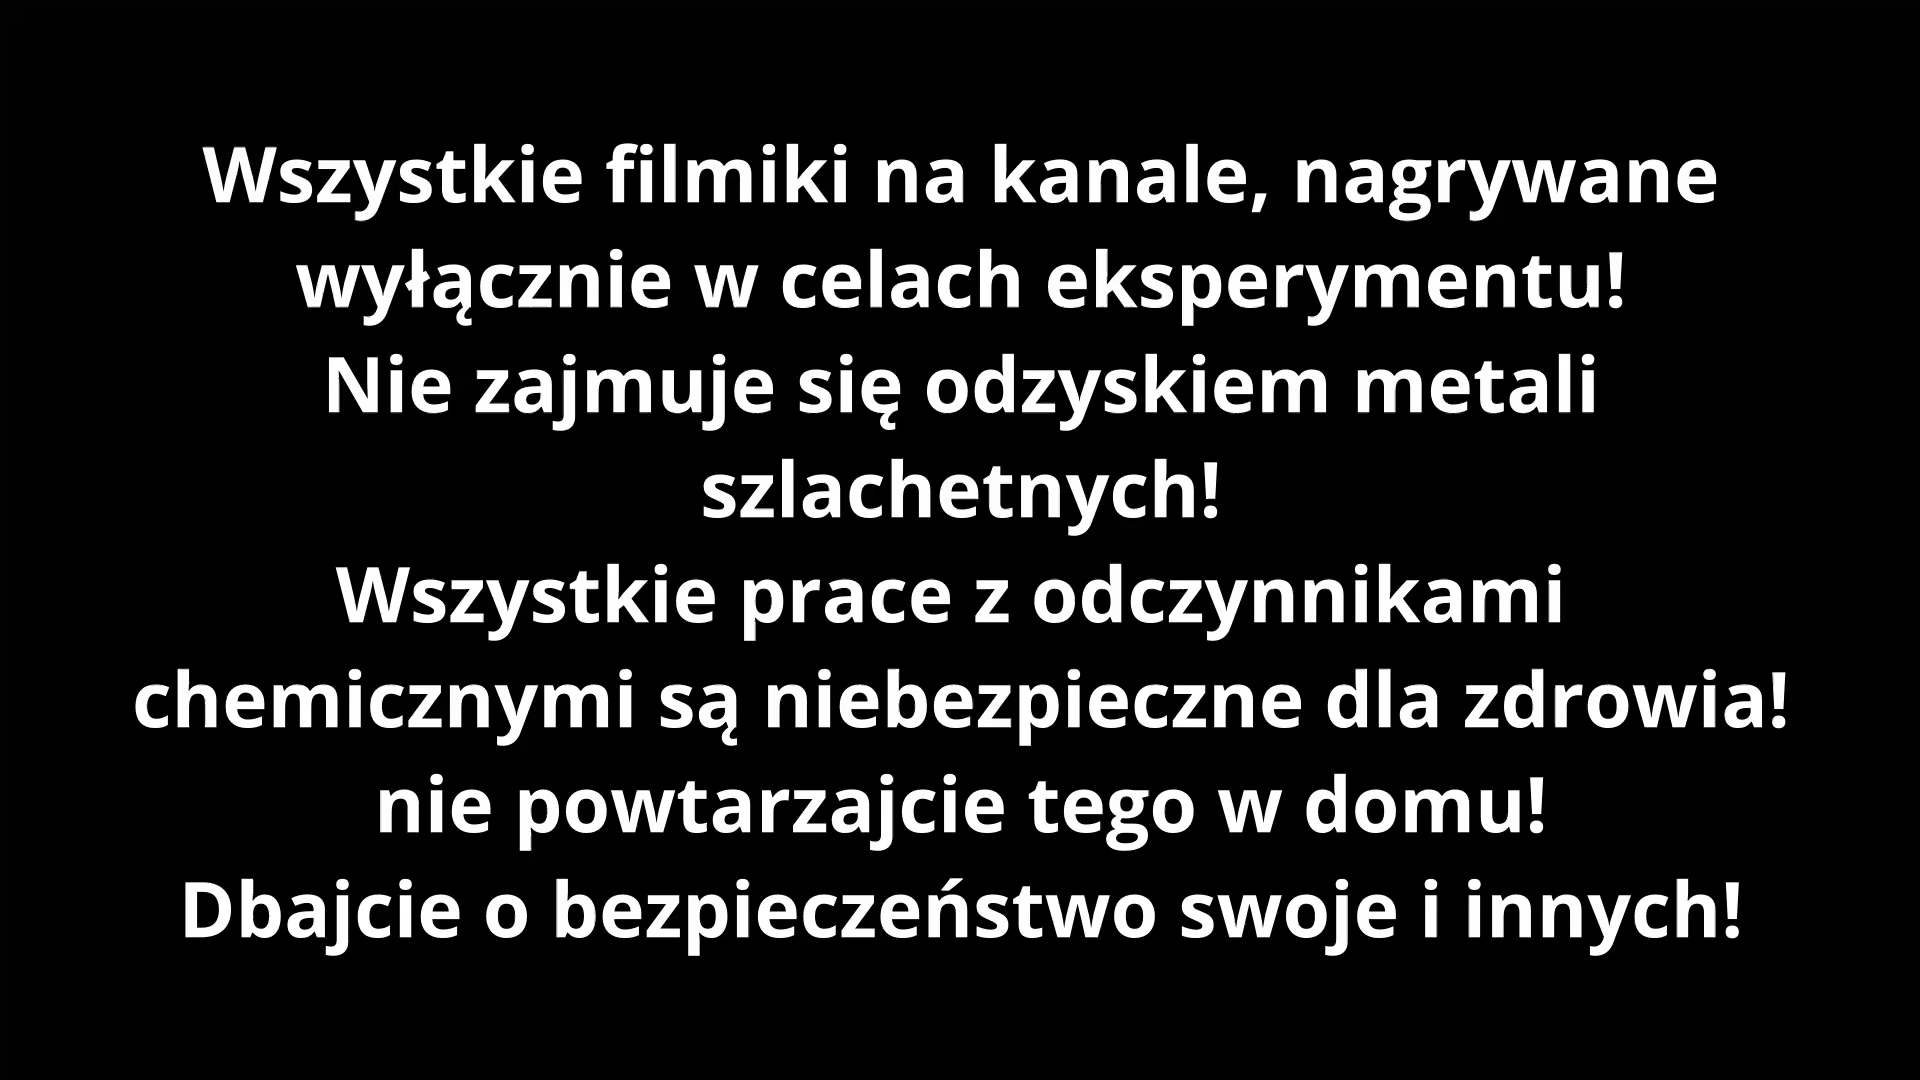 Wszystkie filmiki na kanale, nagrywane
wyłącznie w celach eksperymentu!
Nie zajmuje się odzyskiem metali
szlachetnych!
Wszystkie prace z odczynnikami
chemicznymi są niebezpieczne dla zdrowia!
nie powtarzajcie tego w domu!
Dbajcie o bezpieczeństwo swoje i innych!